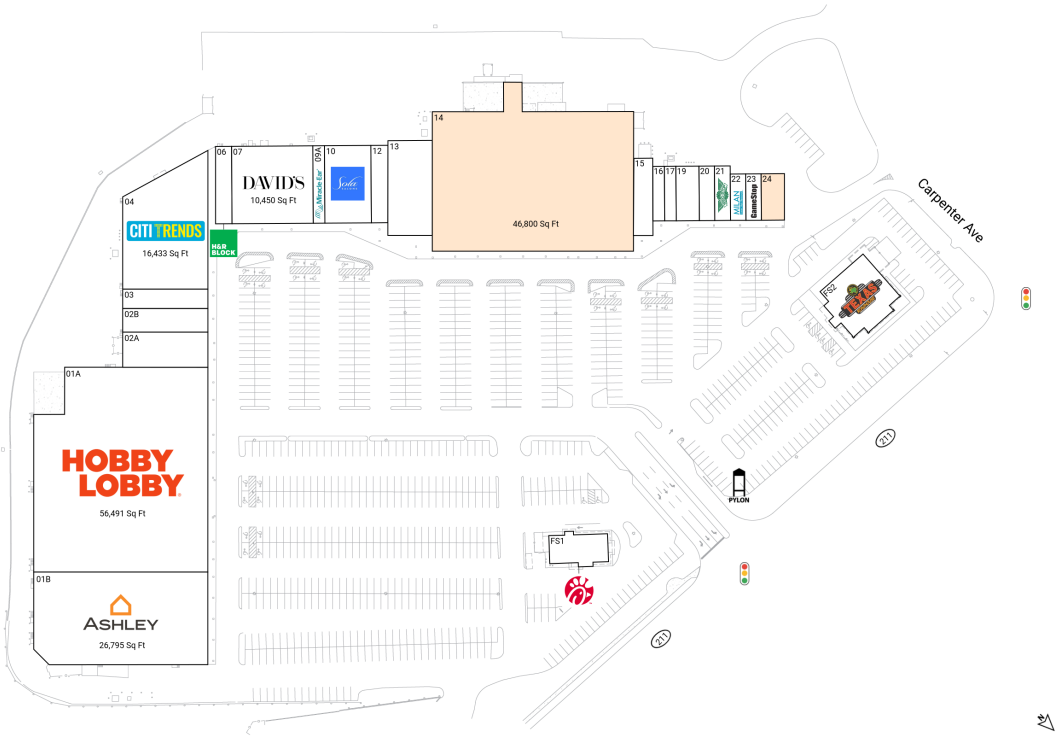 14
46,800 Sq Ft
13
12
10
Sola
SALONS
09A
Miracle-Ear
07
DAVID'S
10,450 Sq Ft
06
15
16
17
19
20
21
22
MILAN
23
GameStop
24
04
CITI TRENDS
16,433 Sq Ft
H&R
BLOCK
03
02B
02A
01A
HOBBY
LOBBY
56,491 Sq Ft
01B
ASHLEY
26,795 Sq Ft
Carpenter Ave
FS2
TEXAS
211
PYLON
FS1
211
N